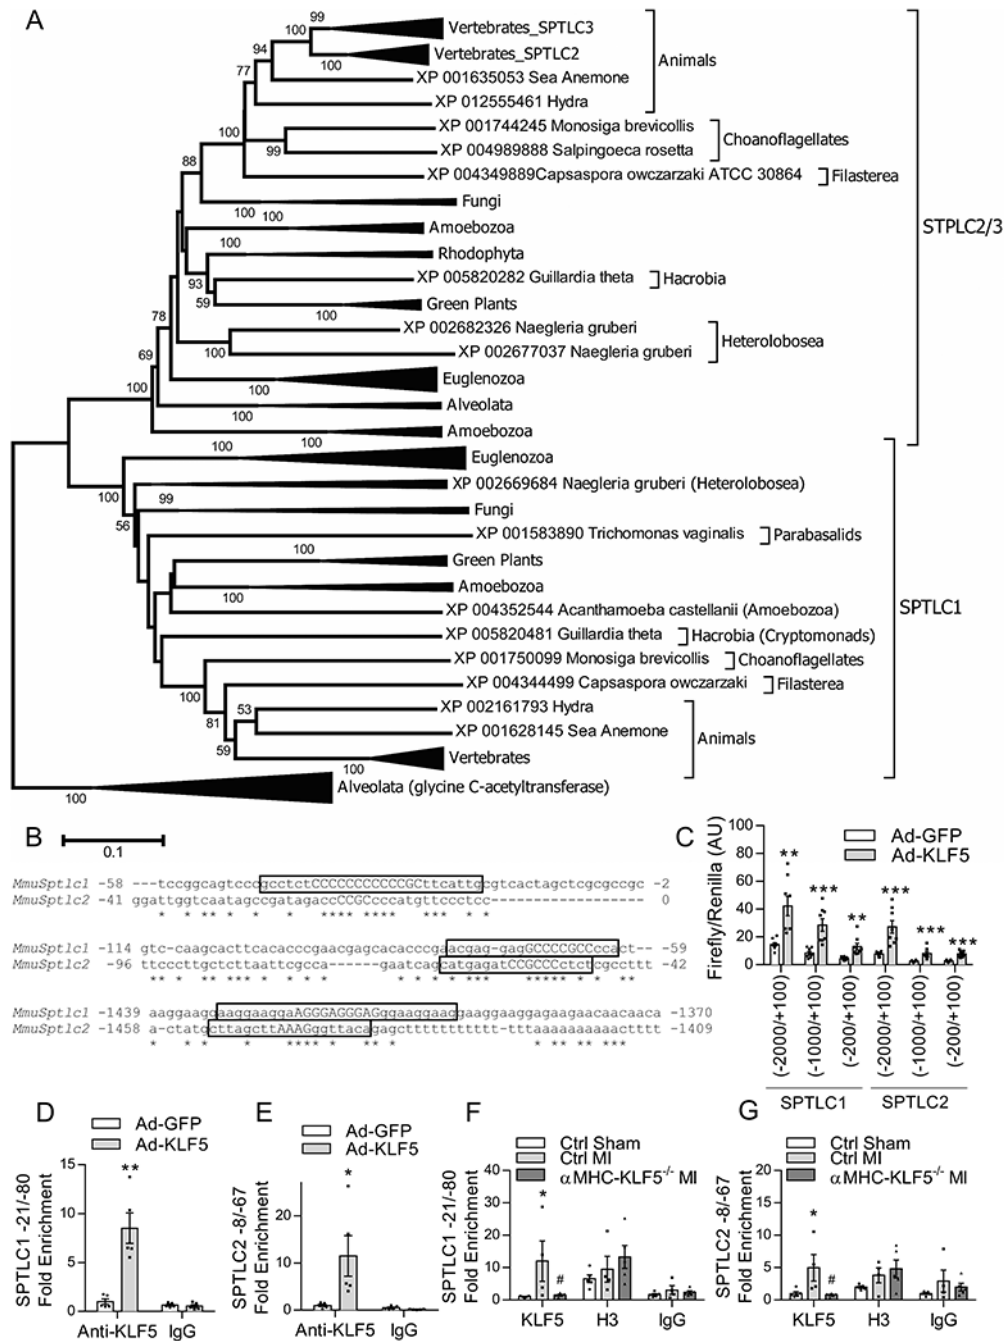 A
99
100
94
100
77
100
99
88
100
100
93
59
100
78
100
69
100
100
100
100
100
100
100
99
56
100
100
100
81
53
59
100
100
Vertebrates_SPTLC3
Vertebrates_SPTLC2
XP 001635053 Sea Anemone
XP 012555461 Hydra
Animals
XP 001744245 Monosiga brevicollis
XP 004989888 Salpingoeca rosetta
Choanoflagellates
XP 004349889Capsaspora owczarzaki ATCC 30864
Filasterea
Fungi
Amoebozoa
Rhodophyta
XP 005820282 Guillardia theta
Hacrobia
Green Plants
XP 002682326 Naegleria gruberi
XP 002677037 Naegleria gruberi
Heterolobosea
Euglenozoa
Alveolata
Amoebozoa
STPLC2/3
Euglenozoa
XP 002669684 Naegleria gruberi (Heterolobosea)
Fungi
XP 001583890 Trichomonas vaginalis
Parabasalids
Green Plants
Amoebozoa
XP 004352544 Acanthamoeba castellanii (Amoebozoa)
XP 005820481 Guillardia theta
Hacrobia (Cryptomonads)
XP 001750099 Monosiga brevicollis
Choanoflagellates
XP 004344499 Capsaspora owczarzaki
Filasterea
XP 002161793 Hydra
XP 001628145 Sea Anemone
Vertebrates
Animals
SPTLC1
Alveolata (glycine C-acetyltransferase)
0.1
B
MmuSptlc1 -58 ---tccggcagtcccgcctctCCCCCCCCCCCGCttcattgcgtcactagctcgcgccgc -2
MmuSptlc2 -41 ggattggtcaatagccgatagaccCCGCcccatgttccctcc------------------ 0
MmuSptlc1 -114 gtc-caagcacttcacacccgaacgagcacacccgaacgag-gagGCCCCGCCccact-- -59
MmuSptlc2 -96 ttcccttgctcttaattcgcca------gaatcagcatgagatCCGCCCctctcgccttt -42
MmuSptlc1 -1439 aaggaaggaaggaaggaAGGGAGGGAGggaaggaaggaaggaaggagaagaacaacaaca -1370
MmuSptlc2 -1458 a-ctatgcttagcttAAAGggttacagagctttttttttttt-tttaaaaaaaaaactttt -1409
C
Firefly/Renilla (AU)
100
80
60
40
20
0
Ad-GFP
Ad-KLF5
**
***
**
***
***
***
(-2000/+100)
(-1000/+100)
(-200/+100)
(-2000/+100)
(-1000/+100)
(-200/+100)
SPTLC1
SPTLC2
D
Ad-GFP
Ad-KLF5
SPTLC1 -21/-80
Fold Enrichment
15
10
5
0
**
Anti-KLF5
IgG
E
Ad-GFP
Ad-KLF5
SPTLC2 -8/-67
Fold Enrichment
20
10
0
*
Anti-KLF5
IgG
F
Ctrl Sham
Ctrl MI
αMHC-KLF5-/- MI
SPTLC1 -21/-80
Fold Enrichment
40
30
20
10
0
*
#
KLF5
H3
IgG
G
Ctrl Sham
Ctrl MI
αMHC-KLF5-/- MI
SPTLC2 -8/-67
Fold Enrichment
20
15
10
5
0
*
#
KLF5
H3
IgG